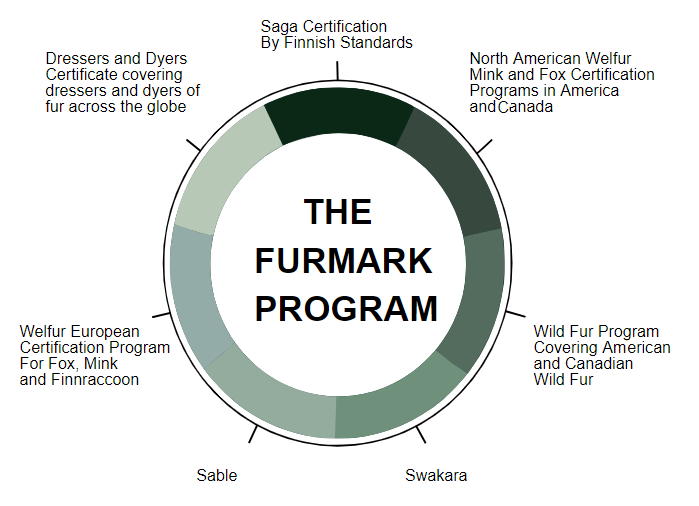 Saga Certification
By Finnish Standards
North American Welfur
Mink and Fox Certification
Programs in America
and Canada
Wild Fur Program
Covering American
and Canadian
Wild Fur
Swakara
Sable
Welfur European
Certification Program
For Fox, Mink
and Finnraccoon
Dressers and Dyers
Certificate covering
dressers and dyers of
fur across the globe
THE
FURMARK
PROGRAM